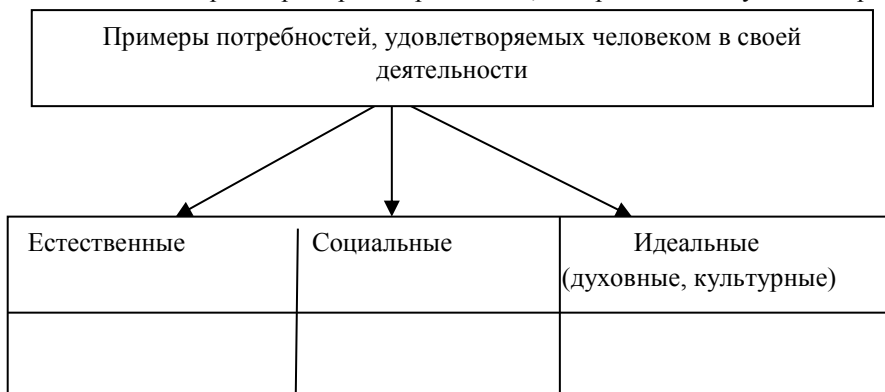 Примеры потребностей, удовлетворяемых человеком в своей
деятельности
Естественные
Социальные
Идеальные
(духовные, культурные)